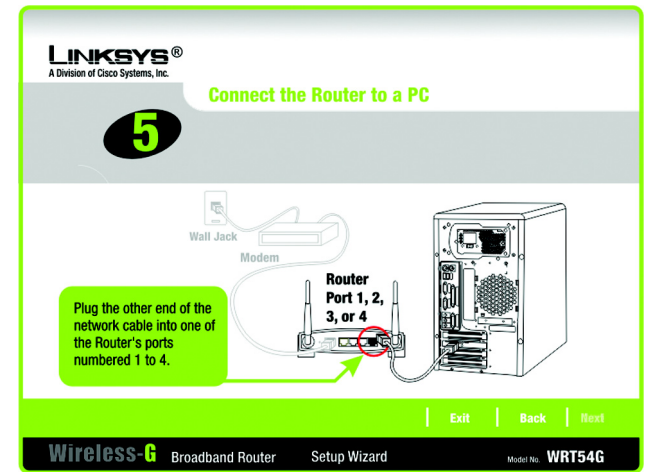 LINKSYS®
A Division of Cisco Systems, Inc.
Connect the Router to a PC
5
Wall Jack
Modem
Router
Port 1, 2,
3, or 4
Plug the other end of the
network cable into one of
the Router's ports
numbered 1 to 4.
Exit Back Next
Wireless-G Broadband Router Setup Wizard Model No. WRT54G